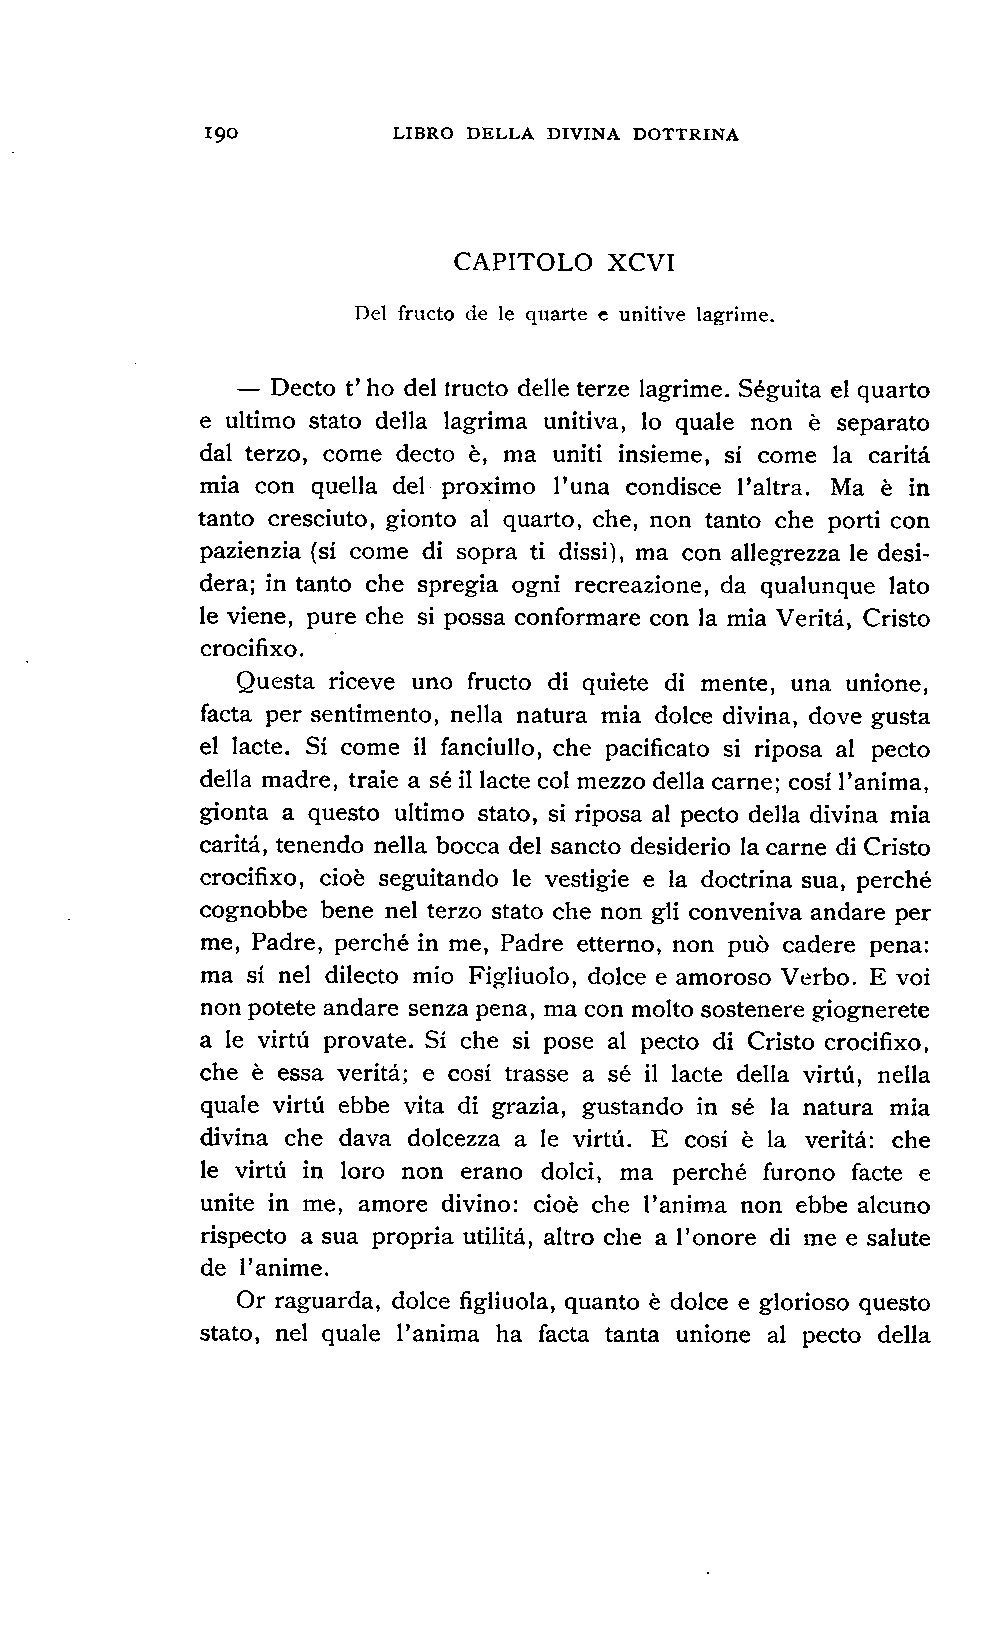 190 LIBRO DELLA DIVINA DOTTRINA
CAPITOLO XCVI
Del fructo de le quarte e unitive lagrime.
— Decto t' ho del fructo delle terze lagrime. Séguita el quarto
e ultimo stato della lagrima unitiva, lo quale non è separato
dal terzo, come decto è, ma uniti insieme, sí come la caritá
mia con quella del proximo l'una condisce l'altra. Ma è in
tanto cresciuto, gionto al quarto, che, non tanto che porti con
pazienzia (sí come di sopra ti dissi), ma con allegrezza le desi-
dera; in tanto che spregia ogni recreazione, da qualunque lato
le viene, pure che si possa conformare con la mia Veritá, Cristo
crocifixo.
Questa riceve uno fructo di quiete di mente, una unione,
facta per sentimento, nella natura mia dolce divina, dove gusta
el lacte. Sí come il fanciullo, che pacificato si riposa al pecto
della madre, traie a sé il lacte col mezzo della carne; cosí l'anima,
gionta a questo ultimo stato, si riposa al pecto della divina mia
caritá, tenendo nella bocca del sancto desiderio la carne di Cristo
crocifixo, cioè seguitando le vestigie e la doctrina sua, perché
cognobbe bene nel terzo stato che non gli conveniva andare per
me, Padre, perché in me, Padre etterno, non può cadere pena:
ma sí nel dilecto mio Figliuolo, dolce e amoroso Verbo. E voi
non potete andare senza pena, ma con molto sostenere giognerete
a le virtú provate. Sí che si pose al pecto di Cristo crocifixo,
che è essa veritá; e cosí trasse a sé il lacte della virtú, nella
quale virtú ebbe vita di grazia, gustando in sé la natura mia
divina che dava dolcezza a le virtú. E cosí è la veritá: che
le virtú in loro non erano dolci, ma perché furono facte e
unite in me, amore divino: cioè che l'anima non ebbe alcuno
rispecto a sua propria utilitá, altro che a l'onore di me e salute
de l'anime.
Or raguarda, dolce figliuola, quanto è dolce e glorioso questo
stato, nel quale l'anima ha facta tanta unione al pecto della